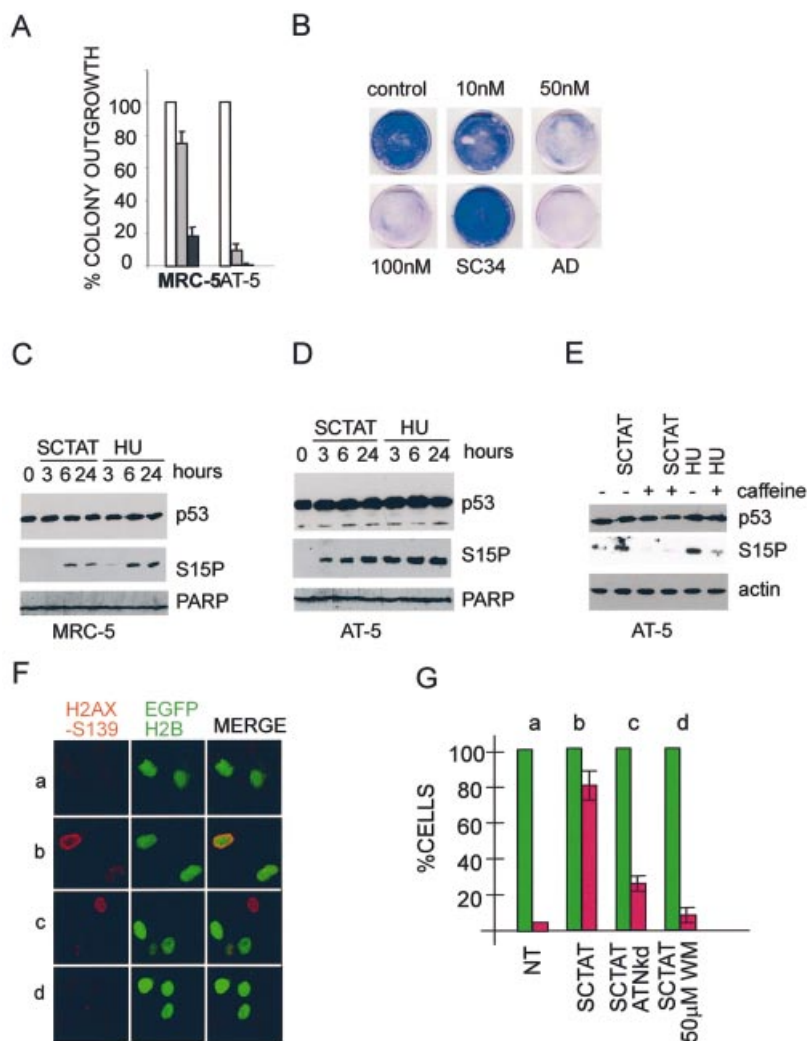 A
% COLONY OUTGROWTH
100
80
60
40
20
0
MRC-5 AT-5
B
control 10nM 50nM
100nM SC34 AD
C
SCTAT HU
0 3 6 24 3 6 24 hours
p53
S15P
PARP
MRC-5
D
SCTAT HU
0 3 6 24 3 6 24 hours
p53
S15P
PARP
AT-5
E
SCTAT SCTAT HU HU
- - + + - + caffeine
p53
S15P
actin
AT-5
F
H2AX EGFP
-S139 H2B MERGE
a
b
c
d
G
a b c d
%CELLS
100
80
60
40
20
NT
SCTAT
SCTAT
ATNkd
SCTAT
50µM WM